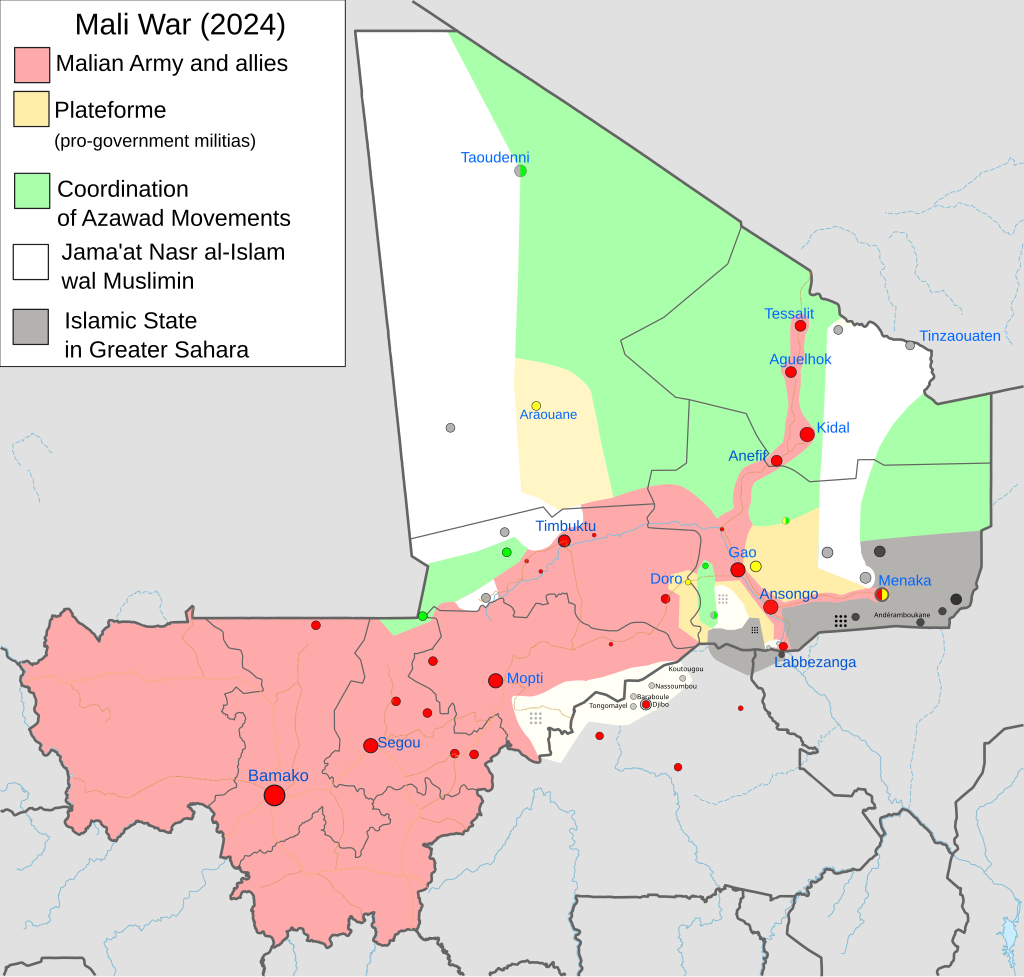 Mali War (2024)
Malian Army and allies
Plateforme
(pro-government militias)
Coordination
of Azawad Movements
Jama'at Nasr al-Islam
wal Muslimin
Islamic State
in Greater Sahara
Taoudenni
Tessalit
Tinzaouaten
Aguelhok
Araouane
Kidal
Anefif
Timbuktu
Gao
Doro
Menaka
Ansongo
Andéramboukane
Labbezanga
Koutougou
Mopti
Nassoumbou
Baraboule
Tongomayel
Djibo
Segou
Bamako